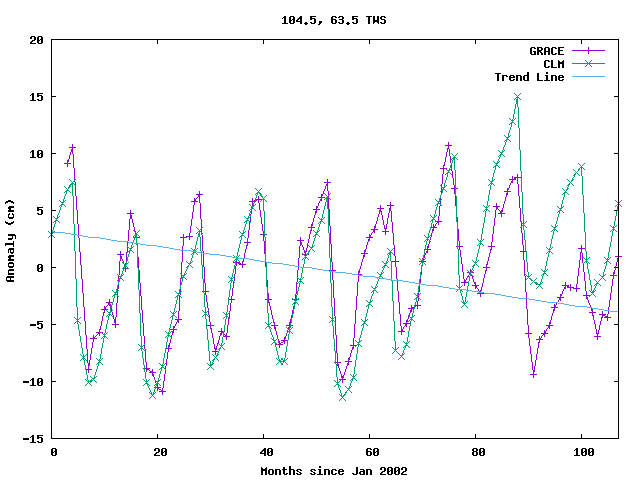 104.5, 63.5 TWS
GRACE
CLM
Trend Line
20
15
10
5
0
-5
-10
-15
Anomaly (cm)
0 20 40 60 80 100
Months since Jan 2002